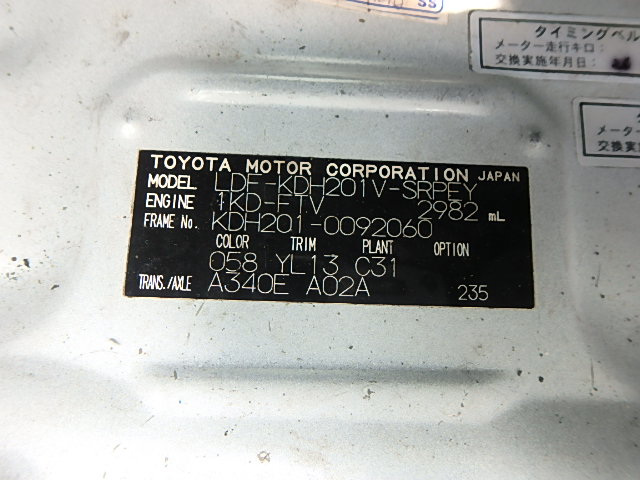 SS
タイミングベル
メーター走行キロ:
交換実施年月日:
メータ
交換実
TOYOTA MOTOR CORPORATION JAPAN
MODEL LDF-KDH201V-SRPEY
ENGINE 1KD-FTV 2982 mL
FRAME No. KDH201-0092060
COLOR TRIM PLANT OPTION
058 YL13 C31
TRANS./AXLE A340E A02A 235